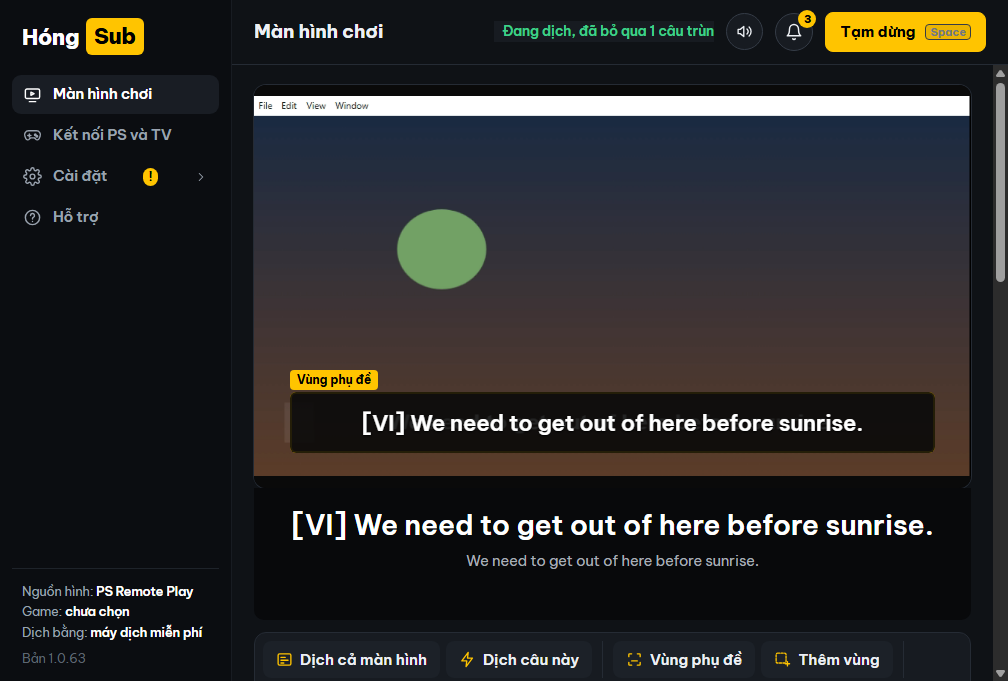 Hóng Sub
Màn hình chơi
Kết nối PS và TV
Cài đặt
!
Hỗ trợ
Nguồn hình: PS Remote Play
Game: chưa chọn
Dịch bằng: máy dịch miễn phí
Bản 1.0.63
Màn hình chơi
Đang dịch, đã bỏ qua 1 câu trùn
3
Tạm dừng Space
File Edit View Window
Vùng phụ đề
[VI] We need to get out of here before sunrise.
[VI] We need to get out of here before sunrise.
We need to get out of here before sunrise.
Dịch cả màn hình
Dịch câu này
Vùng phụ đề
Thêm vùng